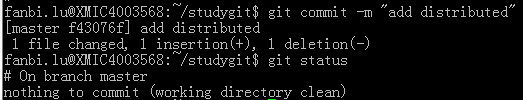 fanbi.lu@XMIC4003568:~/studygit$ git commit -m "add distributed"
[master f43076f] add distributed
 1 file changed, 1 insertion(+), 1 deletion(-)
fanbi.lu@XMIC4003568:~/studygit$ git status
# On branch master
nothing to commit (working directory clean)